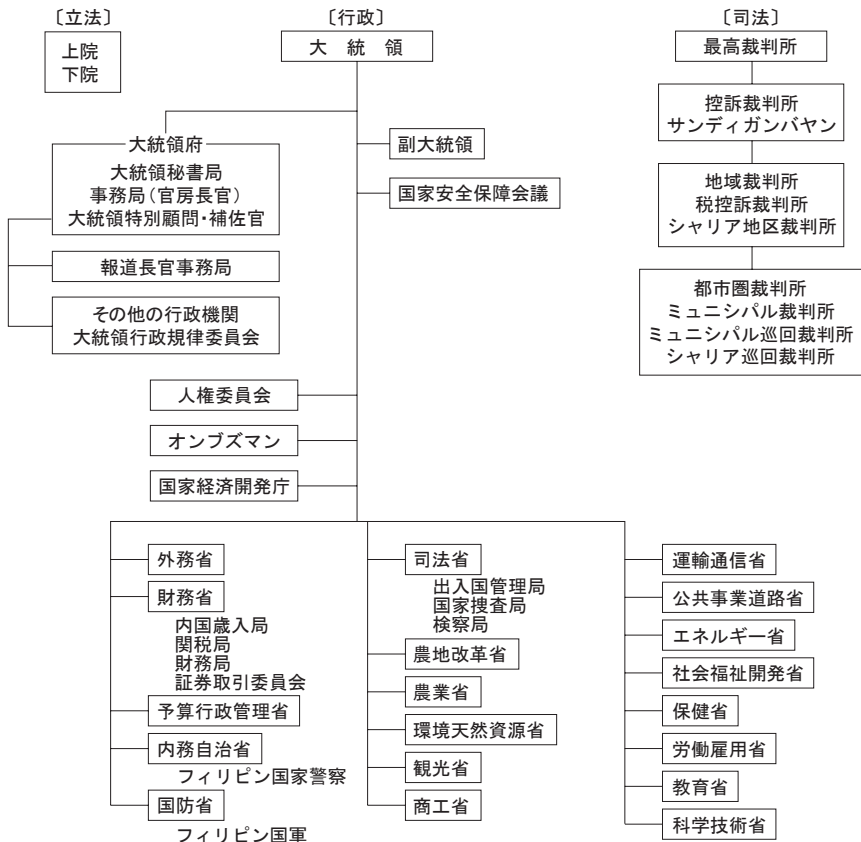 〔立法〕
上院
下院
〔行政〕
大 統 領
大統領府
大統領秘書局
事務局(官房長官)
大統領特別顧問・補佐官
報道長官事務局
その他の行政機関
大統領行政規律委員会
副大統領
国家安全保障会議
人権委員会
オンブズマン
国家経済開発庁
外務省
財務省
内国歳入局
関税局
財務局
証券取引委員会
予算行政管理省
内務自治省
フィリピン国家警察
国防省
フィリピン国軍
司法省
出入国管理局
国家捜査局
検察局
農地改革省
農業省
環境天然資源省
観光省
商工省
運輸通信省
公共事業道路省
エネルギー省
社会福祉開発省
保健省
労働雇用省
教育省
科学技術省
〔司法〕
最高裁判所
控訴裁判所
サンディガンバヤン
地域裁判所
税控訴裁判所
シャリア地区裁判所
都市圏裁判所
ミュニシパル裁判所
ミュニシパル巡回裁判所
シャリア巡回裁判所